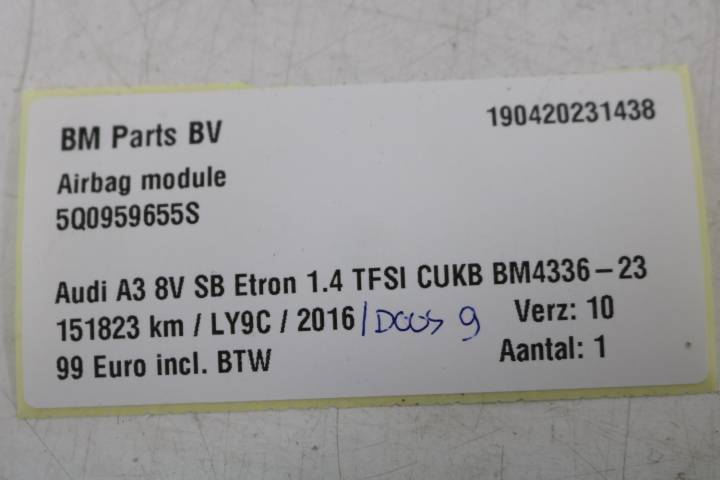 BM Parts BV 190420231438
Airbag module
5Q0959655S
Audi A3 8V SB Etron 1.4 TFSI CUKB BM4336-23
151823 km / LY9C / 2016 / Doos 9 Verz: 10
99 Euro incl. BTW Aantal: 1